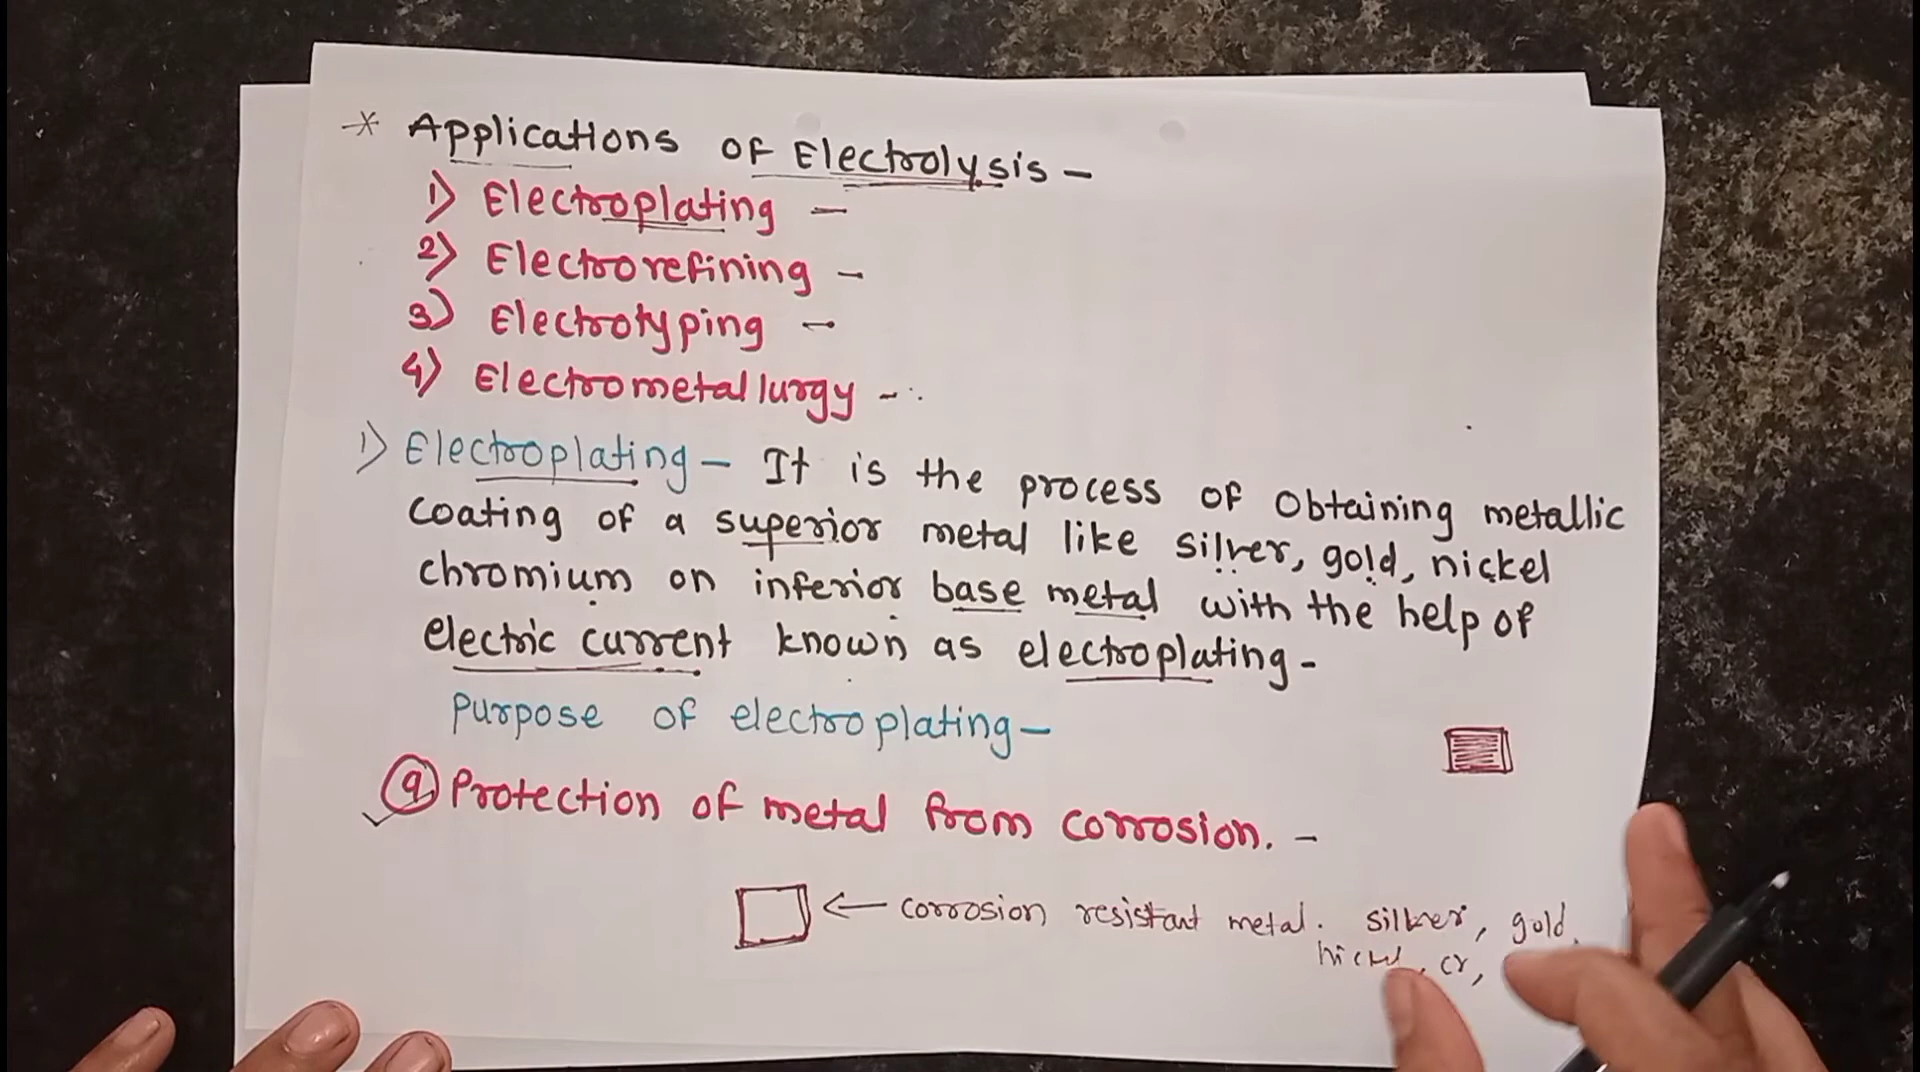 * Applications of Electrolysis -
1) Electroplating -
2) Electrorefining -
3) Electrotyping -
4) Electrometallurgy -
1) Electroplating - It is the process of obtaining metallic
coating of a superior metal like silver, gold, nickel
chromium on inferior base metal with the help of
electric current known as electroplating -
Purpose of electroplating -
a Protection of metal from corrosion. -
← corrosion resistant metal. silver, gold,
nickel, cr,